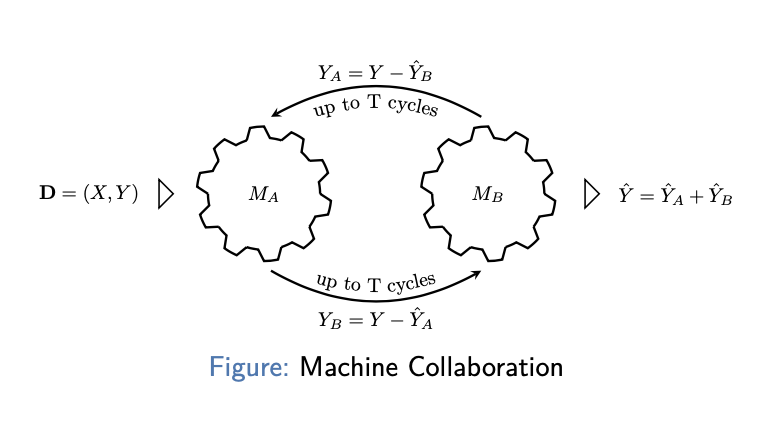 Y_A = Y − Ŷ_B
up to T cycles
D = (X, Y)
M_A
M_B
Ŷ = Ŷ_A + Ŷ_B
up to T cycles
Y_B = Y − Ŷ_A
Figure: Machine Collaboration